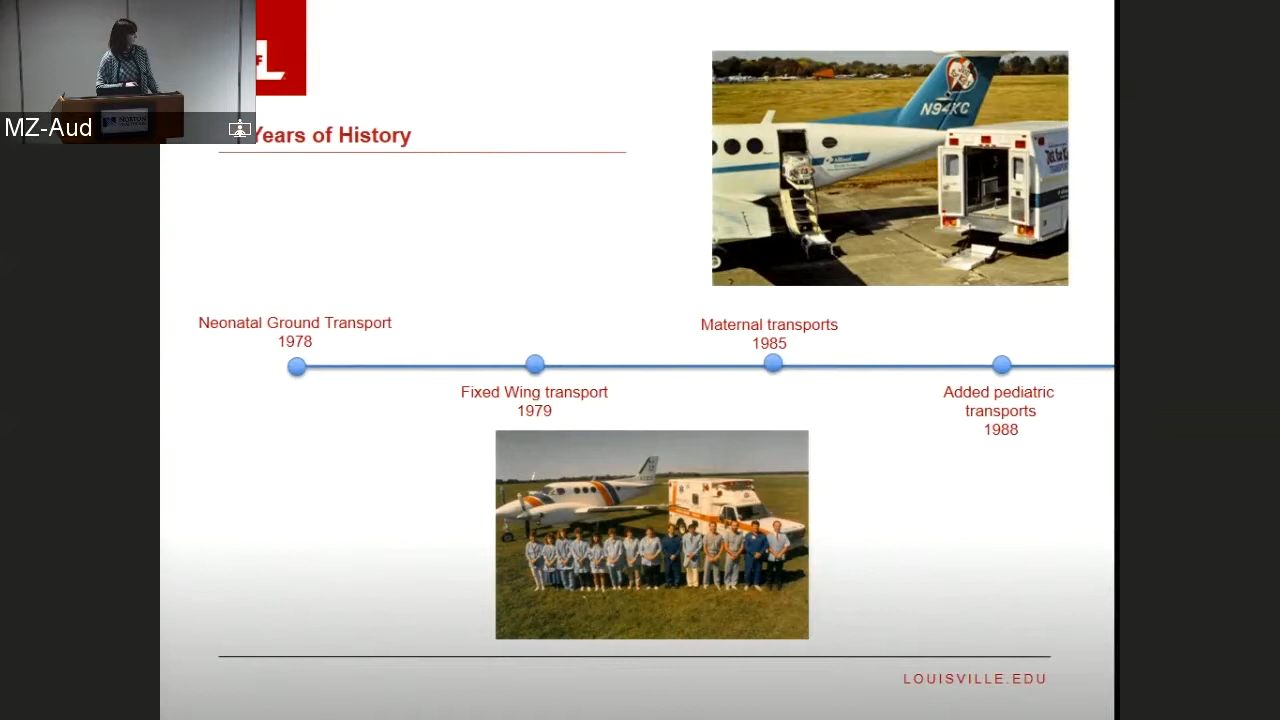 MZ-Aud
NORTON
F
L
Years of History
N94KC
Neonatal Ground Transport
1978
Fixed Wing transport
1979
Maternal transports
1985
Added pediatric
transports
1988
LOUISVILLE.EDU